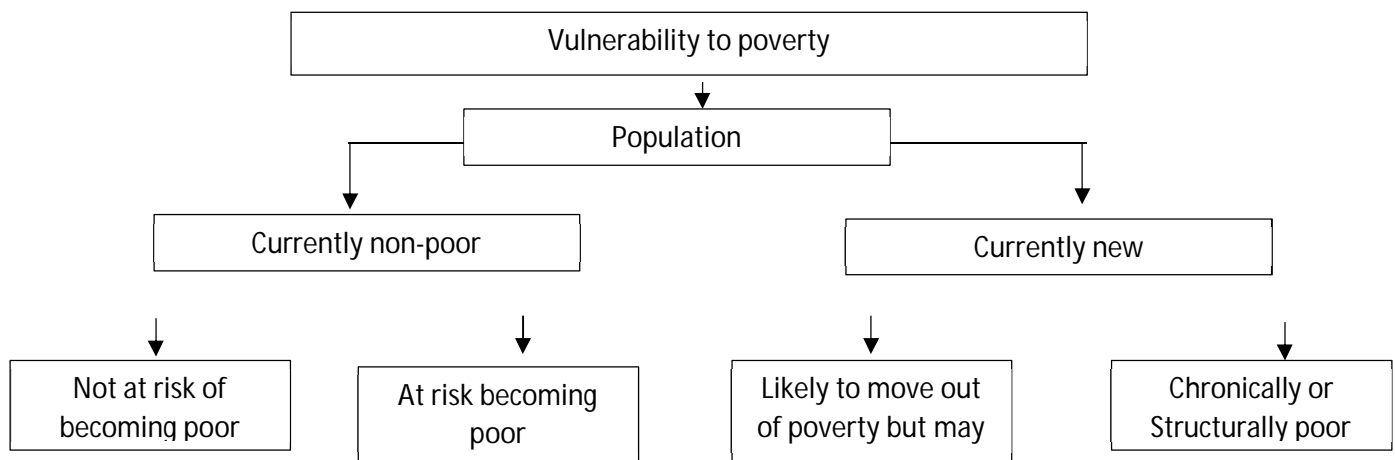 Vulnerability to poverty
Population
Currently non-poor
Currently new
Not at risk of
becoming poor
At risk becoming
poor
Likely to move out
of poverty but may
Chronically or
Structurally poor